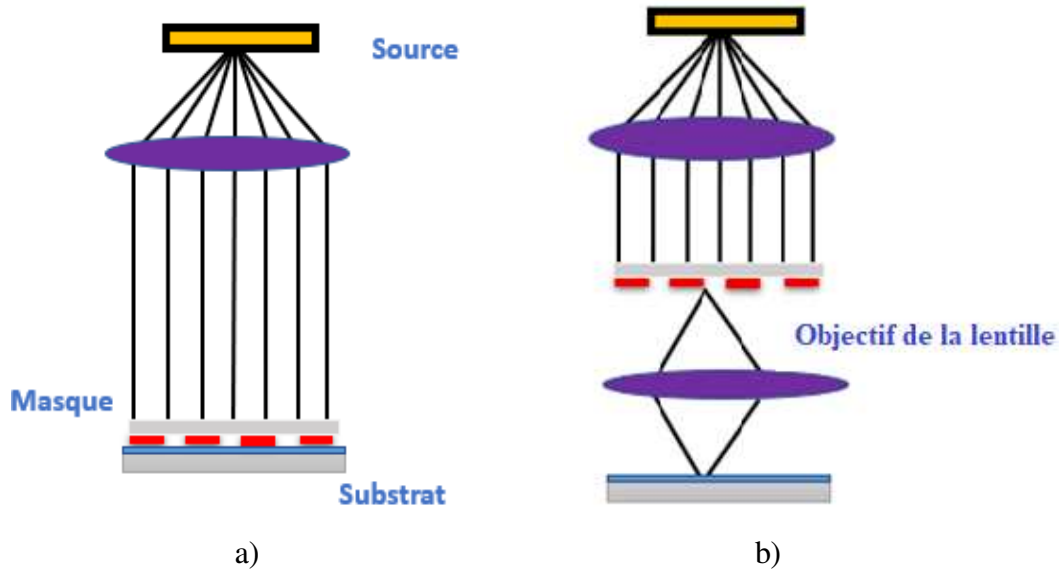 Source
Objectif de la lentille
Masque
Substrat
a)
b)